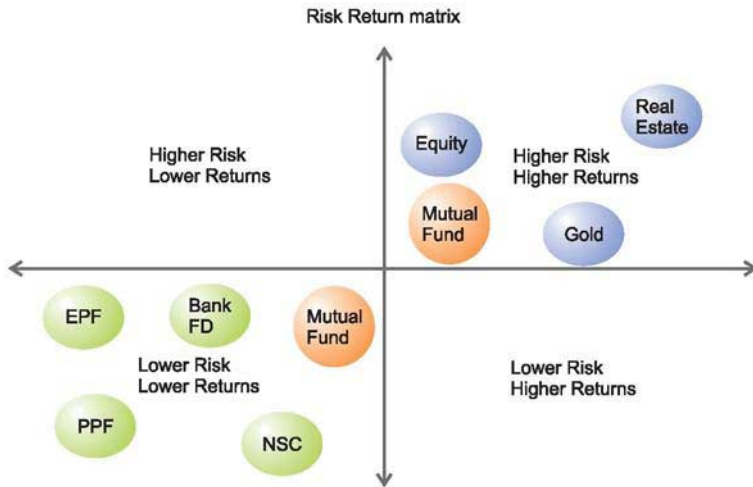 Risk Return matrix
Higher Risk
Lower Returns
Equity
Real
Estate
Higher Risk
Higher Returns
Mutual
Fund
Gold
EPF
Bank
FD
Mutual
Fund
Lower Risk
Lower Returns
PPF
NSC
Lower Risk
Higher Returns